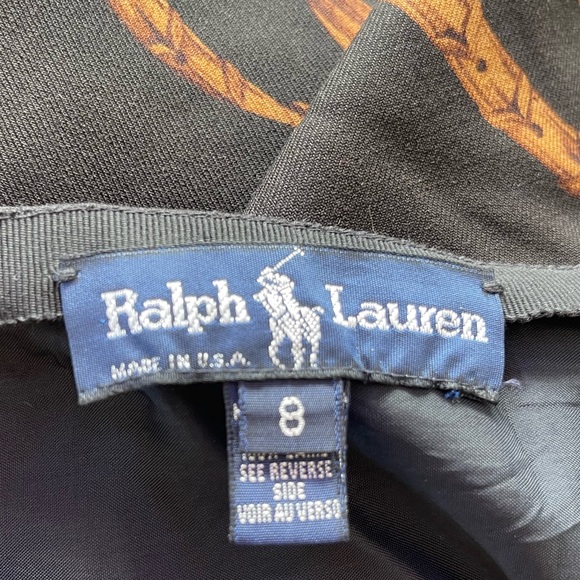 Ralph Lauren
MADE IN U.S.A.
8
SEE REVERSE
SIDE
VOIR AU VERSO